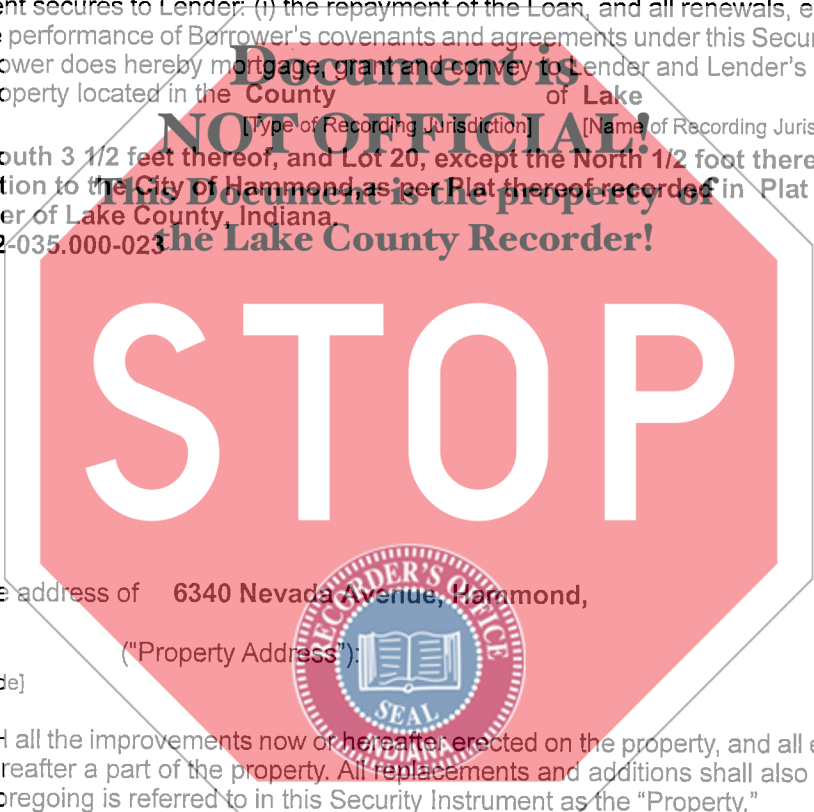 ent secures to Lender: (i) the repayment of the Loan, and all renewals, e
e performance of Borrower's covenants and agreements under this Secur
ower does hereby mortgage, grant and convey to Lender and Lender's
operty located in the County of Lake
[Type of Recording Jurisdiction] [Name of Recording Juris
outh 3 1/2 feet thereof, and Lot 20, except the North 1/2 foot there
tion to the City of Hammond, as per Plat thereof recorded in Plat
er of Lake County, Indiana.
2-035.000-023
Document is
NOT OFFICIAL!
This Document is the property of
the Lake County Recorder!
STOP
e address of 6340 Nevada Avenue, Hammond,
("Property Address"):
de]
RECORDER'S OFFICE
SEAL
INDIANA
H all the improvements now or hereafter erected on the property, and all e
reafter a part of the property. All replacements and additions shall also
oregoing is referred to in this Security Instrument as the “Property.”